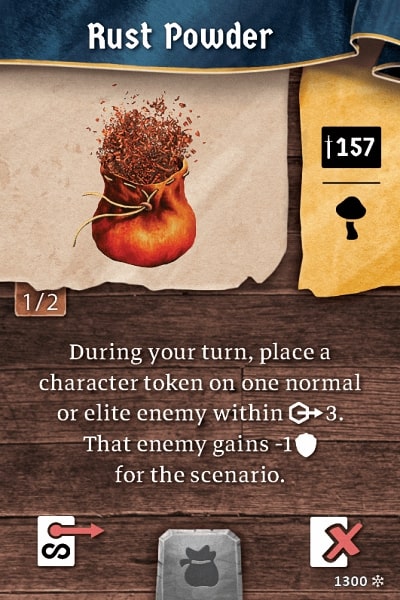 Rust Powder
157
1/2
During your turn, place a
character token on one normal
or elite enemy within 3.
That enemy gains -1
for the scenario.
S
1300